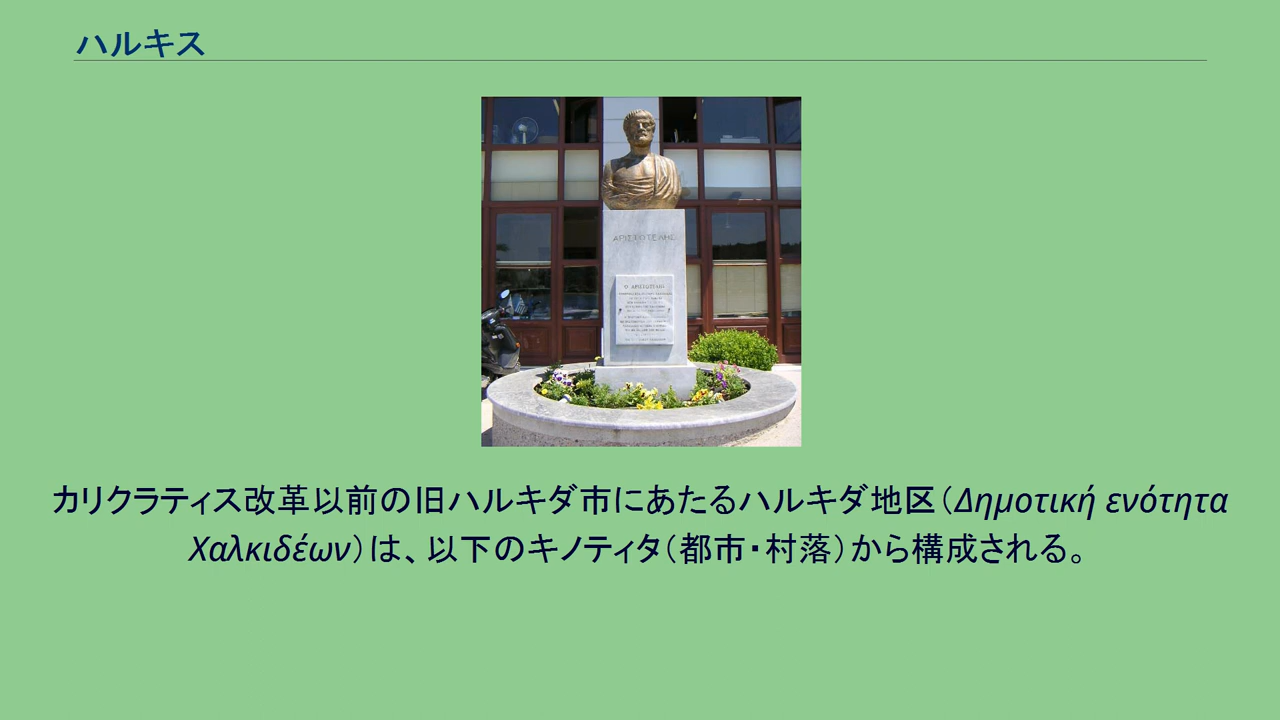 ハルキス
ΑΡΙΣΤΟΤΕΛΗΣ
Ο ΑΡΙΣΤΟΤΕΛΗΣ
カリクラティス改革以前の旧ハルキダ市にあたるハルキダ地区（Δημοτική ενότητα
Χαλκιδέων）は、以下のキノティタ（都市・村落）から構成される。